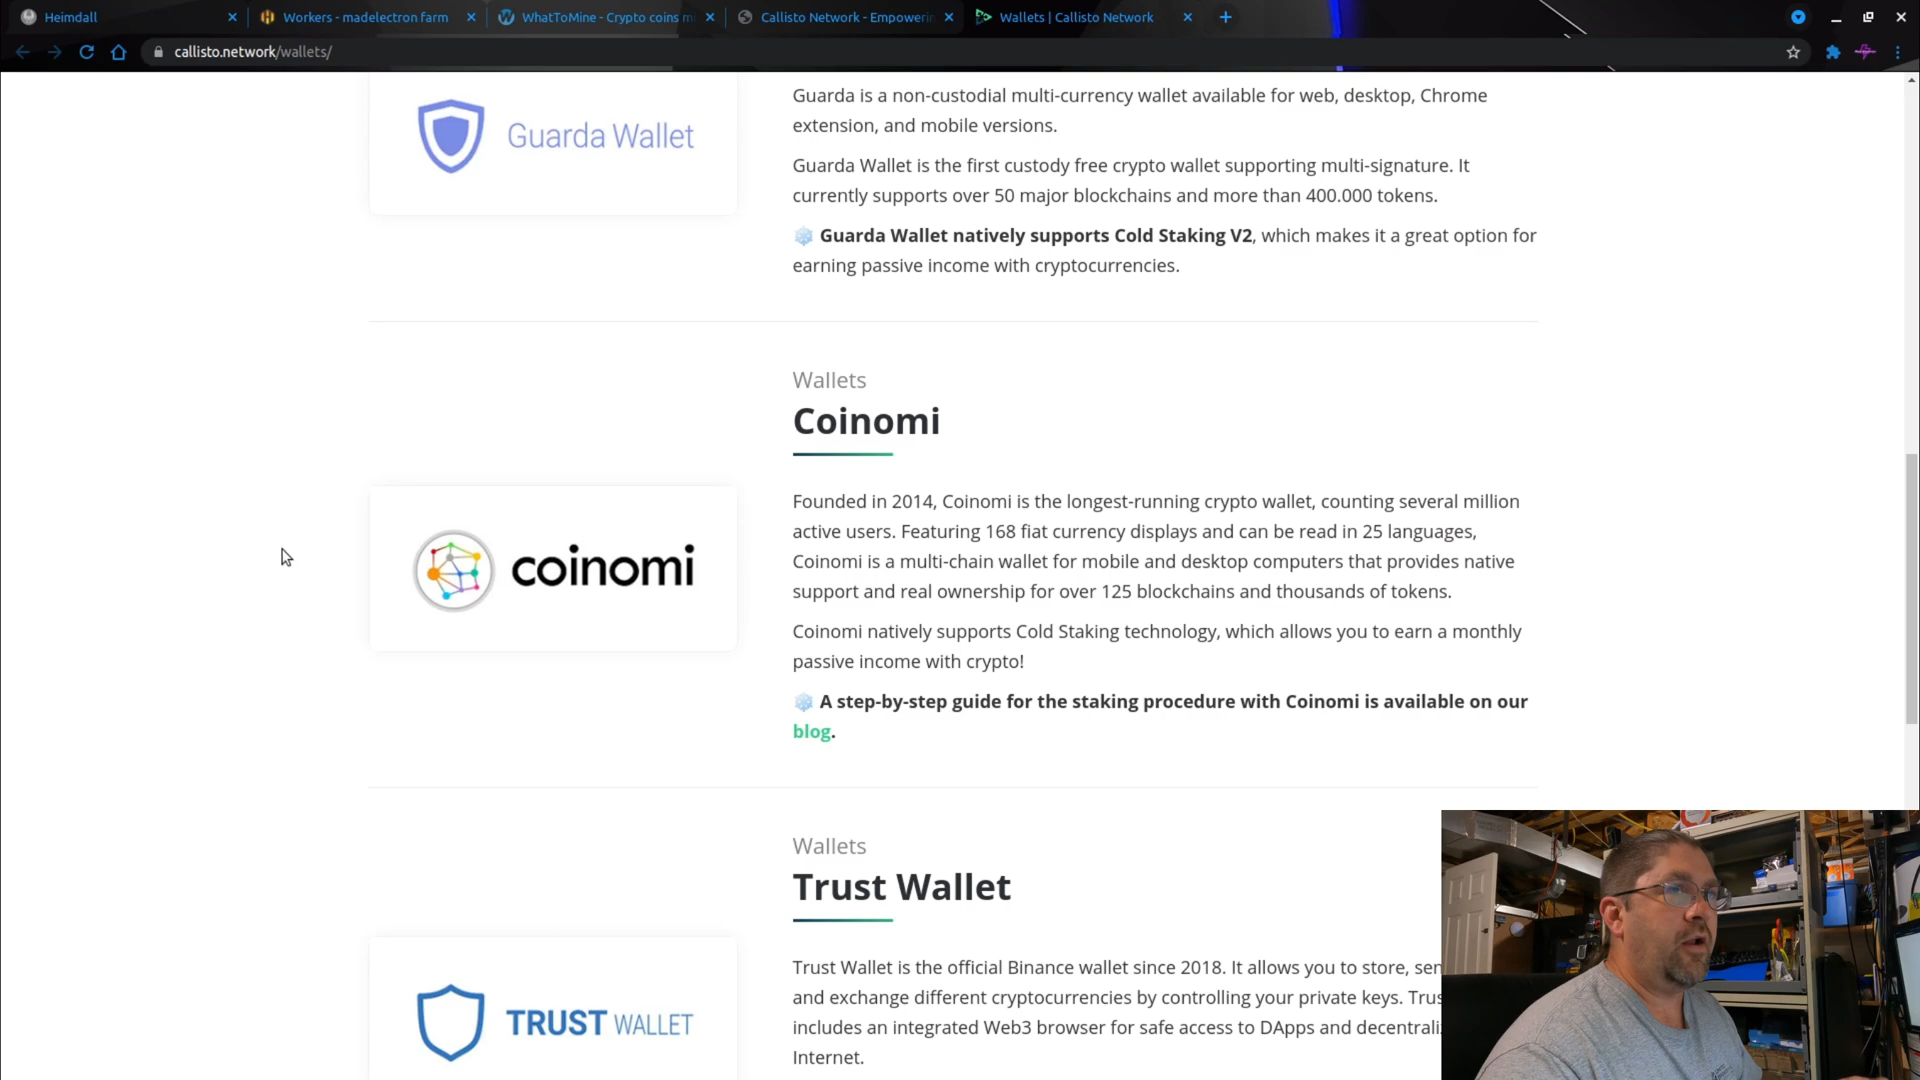 Heimdall
Workers - madelectron farm
WhatToMine - Crypto coins m
Callisto Network - Empowerin
Wallets | Callisto Network
callisto.network/wallets/
Guarda Wallet
Guarda is a non-custodial multi-currency wallet available for web, desktop, Chrome
extension, and mobile versions.
Guarda Wallet is the first custody free crypto wallet supporting multi-signature. It
currently supports over 50 major blockchains and more than 400.000 tokens.
Guarda Wallet natively supports Cold Staking V2, which makes it a great option for
earning passive income with cryptocurrencies.
Wallets
Coinomi
coinomi
Founded in 2014, Coinomi is the longest-running crypto wallet, counting several million
active users. Featuring 168 fiat currency displays and can be read in 25 languages,
Coinomi is a multi-chain wallet for mobile and desktop computers that provides native
support and real ownership for over 125 blockchains and thousands of tokens.
Coinomi natively supports Cold Staking technology, which allows you to earn a monthly
passive income with crypto!
A step-by-step guide for the staking procedure with Coinomi is available on our
blog.
Wallets
Trust Wallet
TRUST WALLET
Trust Wallet is the official Binance wallet since 2018. It allows you to store, sen
and exchange different cryptocurrencies by controlling your private keys. Trus
includes an integrated Web3 browser for safe access to DApps and decentrali
Internet.